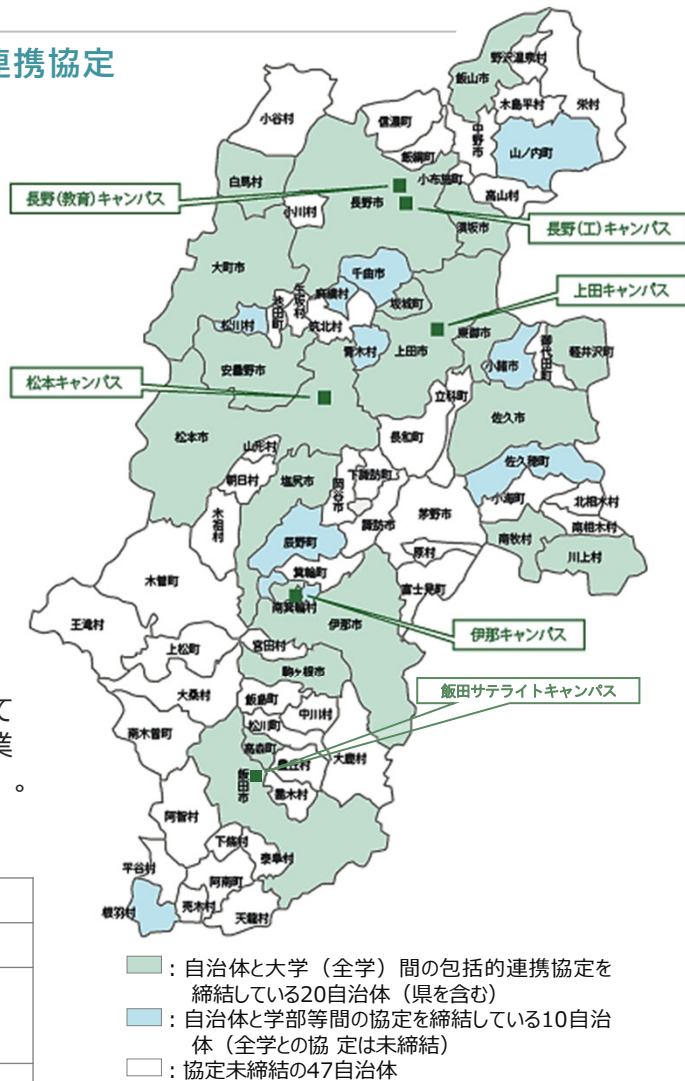 連携協定
野沢温泉村
飯山市
小谷村
信濃町
木島平村
栄村
中野市
山ノ内町
飯綱町
白馬村
小布施町
高山村
長野(教育)キャンパス
長野市
小川村
須坂市
長野(工)キャンパス
大町市
千曲市
上田キャンパス
麻績村
坂城町
池田町
生坂村
松川村
筑北村
青木村
上田市
東御市
御代田町
軽井沢町
小諸市
安曇野市
松本キャンパス
立科町
佐久市
松本市
長和町
山形村
佐久穂町
朝日村
塩尻市
岡谷市
下諏訪町
小海町
北相木村
木祖村
諏訪市
茅野市
南相木村
辰野町
原村
南牧村
川上村
箕輪町
木曽町
富士見町
南箕輪村
伊那市
王滝村
伊那キャンパス
上松町
宮田村
駒ヶ根市
飯田サテライトキャンパス
大桑村
飯島町
中川村
松川町
南木曽町
高森町
豊丘村
大鹿村
て
業
。
飯田市
喬木村
阿智村
下條村
泰阜村
平谷村
阿南町
根羽村
売木村
天龍村
:自治体と大学(全学)間の包括的連携協定を
締結している20自治体(県を含む)
:自治体と学部等間の協定を締結している10自治
体(全学との協 定は未締結)
:協定未締結の47自治体